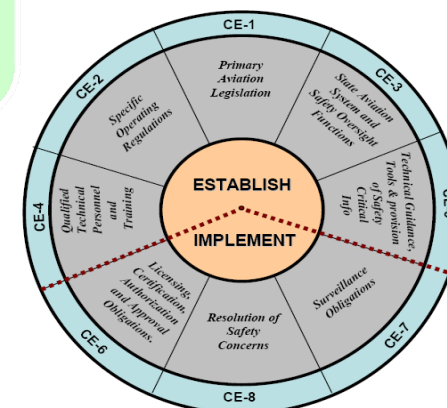 CE-1
CE-2
CE-3
Primary
Aviation
Legislation
Specific
Operating
Regulations
State Aviation
System and
Safety Oversight
Functions
CE-4
Qualified
Technical
Personnel
and
Training
Technical Guidance,
Tools & provision
of Safety
Critical
Info
ESTABLISH
IMPLEMENT
Licensing,
Certification,
Authorization
and Approval
Obligations,
Resolution of
Safety
Concerns
Surveillance
Obligations
CE-6
CE-7
CE-8